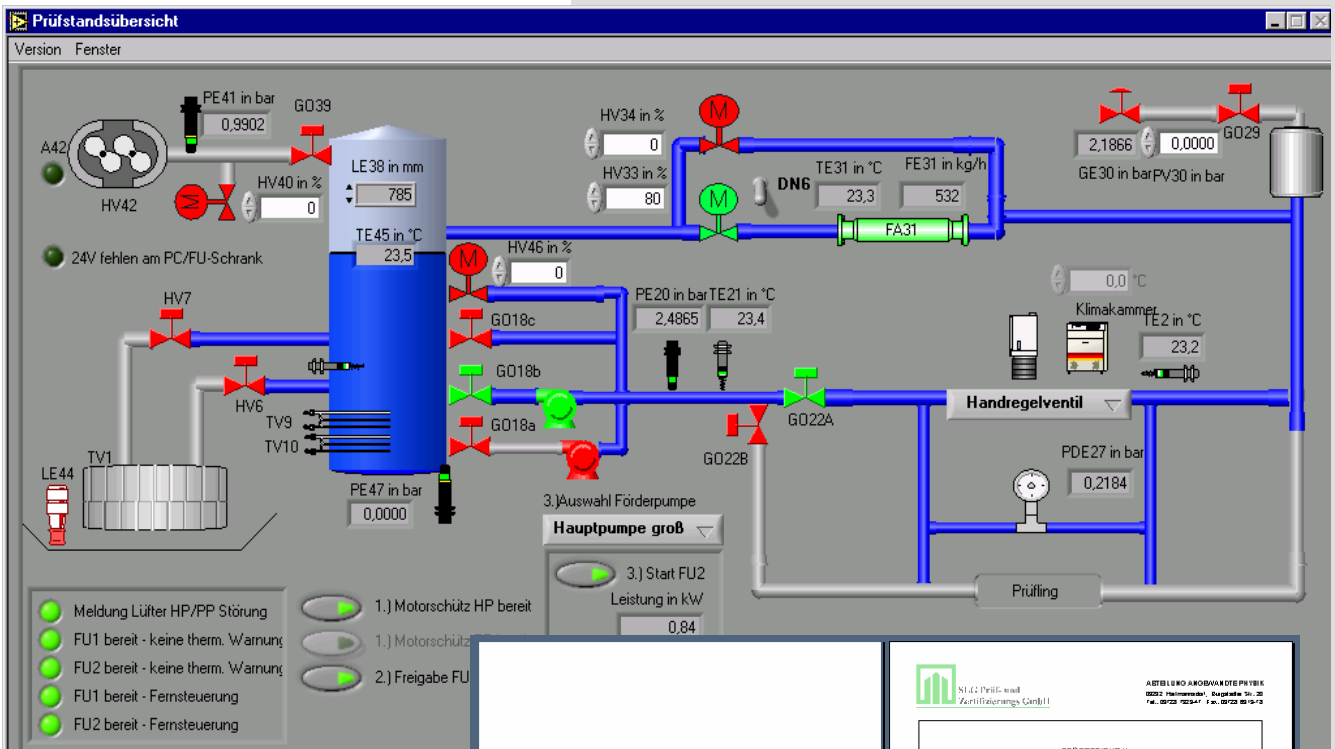 Prüfstandsübersicht
Version Fenster
PE41 in bar
0,9902
GO39
A42
HV42
HV40 in %
0
24V fehlen am PC/FU-Schrank
LE38 in mm
785
TE45 in °C
23,5
HV34 in %
0
HV33 in %
80
M
M
DN6
TE31 in °C
23,3
FE31 in kg/h
532
FA31
2,1866
0,0000
GO29
GE30 in bar
PV30 in bar
M
M
HV46 in %
0
GO18c
GO18b
GO18a
PE20 in bar
2,4865
TE21 in °C
23,4
GO22A
GO22B
0,0 °C
Klimakammer
TE2 in °C
23,2
Handregelventil
PDE27 in bar
0,2184
Prüfling
HV7
HV6
TV9
TV10
TV1
LE44
PE47 in bar
0,0000
3.)Auswahl Förderpumpe
Hauptpumpe groß
3.) Start FU2
Leistung in kW
0,84
Meldung Lüfter HP/PP Störung
FU1 bereit - keine therm. Warnung
FU2 bereit - keine therm. Warnung
FU1 bereit - Fernsteuerung
FU2 bereit - Fernsteuerung
1.) Motorschütz HP bereit
1.) Motorschütz
2.) Freigabe FU
SLG Prüf- und
Zertifizierungs GmbH
ABTEILUNG ANGEWANDTE PHYSIK